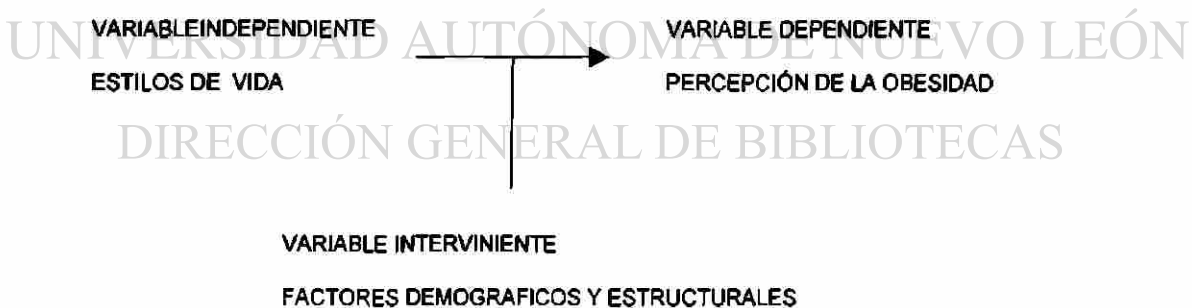 UNIVERSIDAD AUTÓNOMA DE NUEVO LEÓN
VARIABLEINDEPENDIENTE
VARIABLE DEPENDIENTE
ESTILOS DE VIDA
PERCEPCIÓN DE LA OBESIDAD
DIRECCIÓN GENERAL DE BIBLIOTECAS
VARIABLE INTERVINIENTE
FACTORES DEMOGRAFICOS Y ESTRUCTURALES